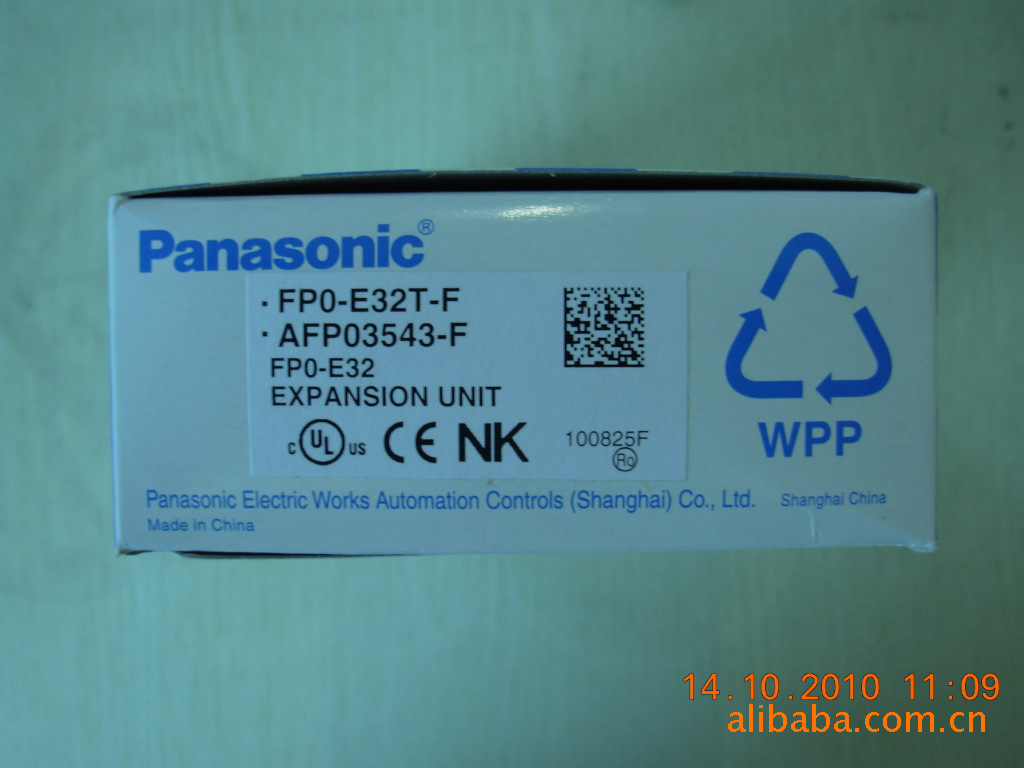 Panasonic®
· FP0-E32T-F
· AFP03543-F
FP0-E32
EXPANSION UNIT
c UL US CE NK
100825F
Ro
WPP
Panasonic Electric Works Automation Controls (Shanghai) Co., Ltd. Shanghai China
Made in China
14.10.2010 11:09
alibaba.com.cn